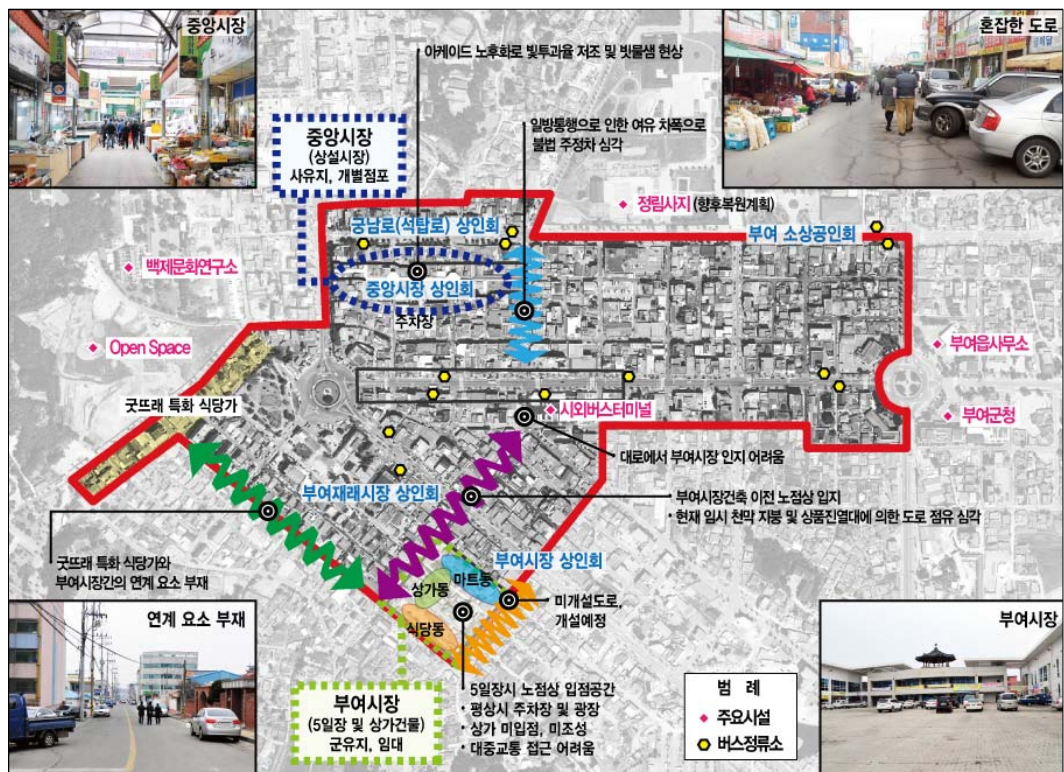 중앙시장
혼잡한 도로
아케이드 노후화로 빛투과율 저조 및 빗물샘 현상
중앙시장
(상설시장)
사유지, 개별점포
일방통행으로 인한 여유 차폭으로
불법 주정차 심각
정림사지 (향후복원계획)
궁남로(석탑로) 상인회
부여 소상공인회
백제문화연구소
중앙시장 상인회
주차장
Open Space
부여읍사무소
굿뜨래 특화 식당가
시외버스터미널
부여군청
대로에서 부여시장 인지 어려움
부여재래시장 상인회
부여시장건축 이전 노점상 입지
• 현재 임시 천막 지붕 및 상품진열대에 의한 도로 점유 심각
굿뜨래 특화 식당가와
부여시장간의 연계 요소 부재
부여시장 상인회
마트동
상가동
식당동
미개설도로,
개설예정
연계 요소 부재
부여시장
부여시장
(5일장 및 상가건물)
군유지, 임대
5일장시 노점상 입점공간
• 평상시 주차장 및 광장
• 상가 미입점, 미조성
• 대중교통 접근 어려움
범 례
주요시설
버스정류소